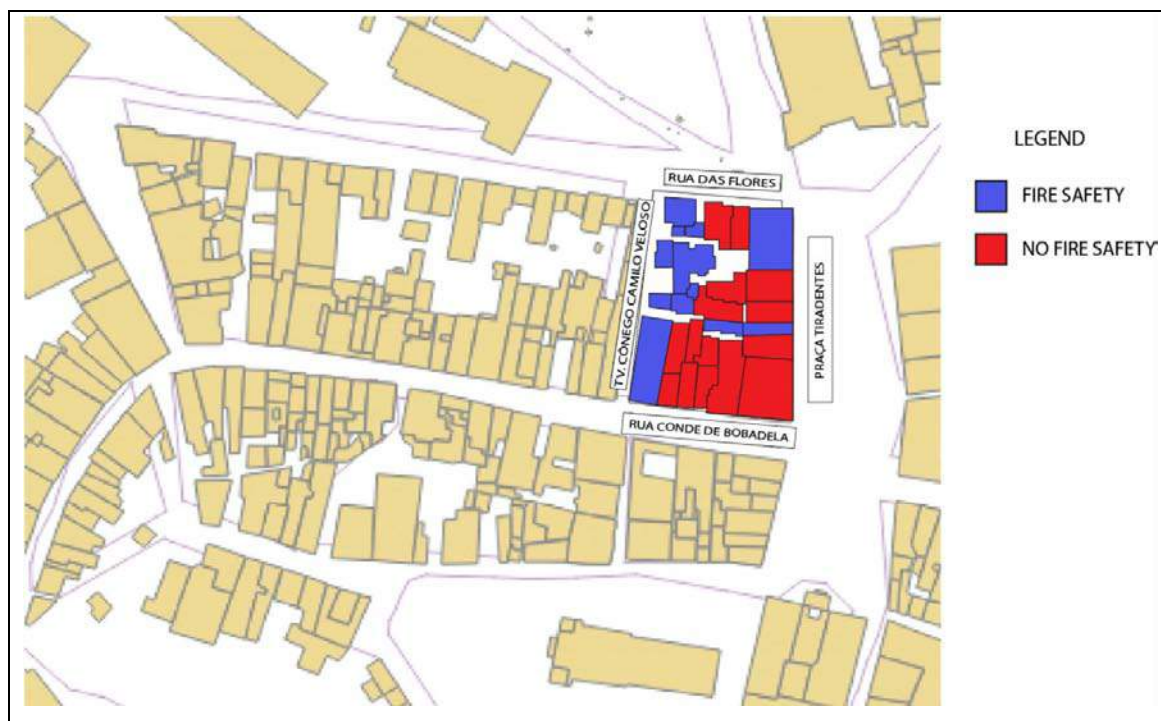 RUA DAS FLORES
TV. CÔNEGO CAMILO VELOSO
PRAÇA TIRADENTES
RUA CONDE DE BOBADELA
LEGEND
FIRE SAFETY
NO FIRE SAFETY